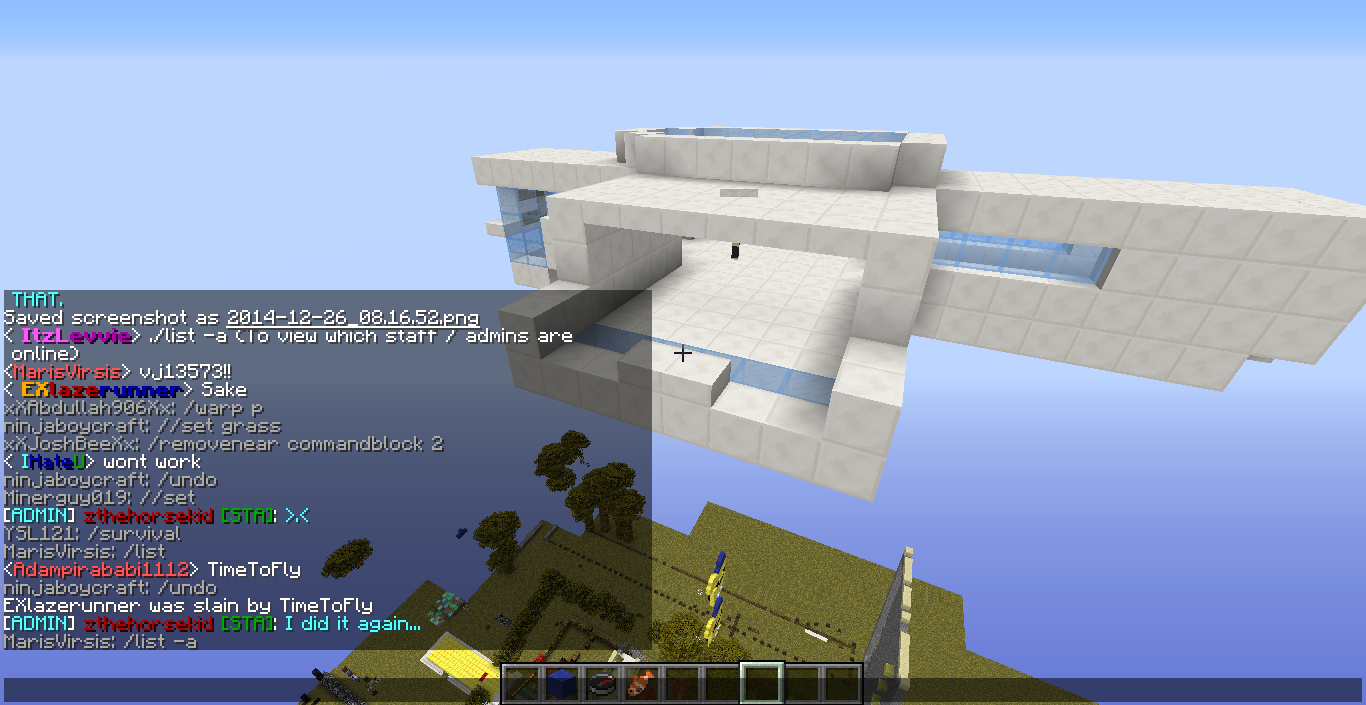 THAT.
Saved screenshot as 2014-12-26_08.16.52.png
< ItzLevvie> ./list -a (To view which staff / admins are
online)
<MarisVirsis> vj13573!!
< EXlazerunner> Sake
xXAbdullah906Xx: /warp p
ninjaboycraft: //set grass
xXJoshBeeXx: /removenear commandblock 2
< IHateU> wont work
ninjaboycraft: /undo
Minerguy019: //set
[ADMIN] zthehorsekid [STA]: >.<
YSL121: /survival
MarisVirsis: /list
<Adampirababi1112> TimeToFly
ninjaboycraft: /undo
EXlazerunner was slain by TimeToFly
[ADMIN] zthehorsekid [STA]: I did it again...
MarisVirsis: /list -a